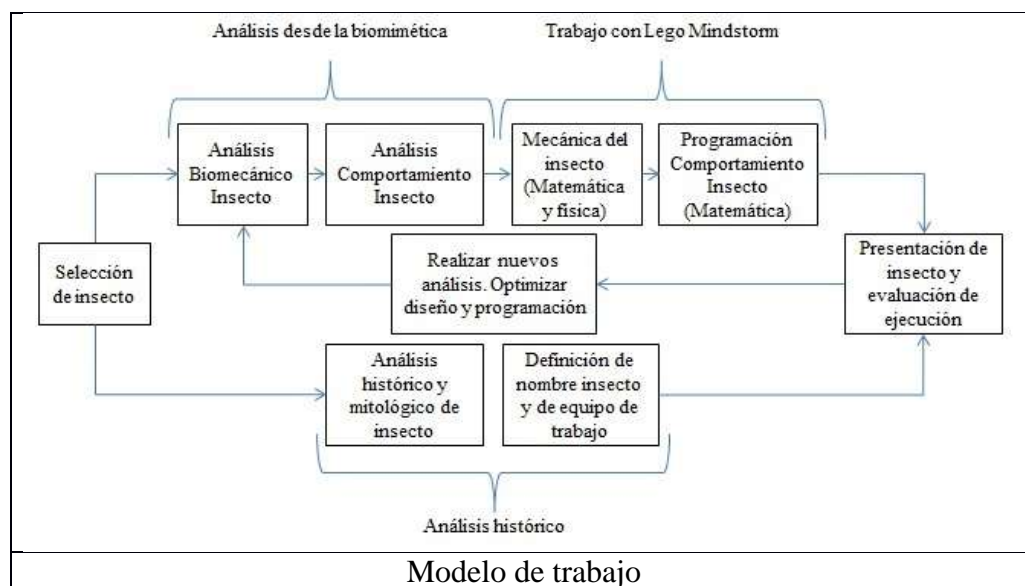 Análisis desde la biomimética
Trabajo con Lego Mindstorm
Análisis
Biomecánico
Insecto
Análisis
Comportamiento
Insecto
Mecánica del
insecto
(Matemática
y física)
Programación
Comportamiento
Insecto
(Matemática)
Selección
de insecto
Realizar nuevos
análisis. Optimizar
diseño y programación
Presentación de
insecto y
evaluación de
ejecución
Análisis
histórico y
mitológico de
insecto
Definición de
nombre insecto
y de equipo de
trabajo
Análisis histórico
Modelo de trabajo